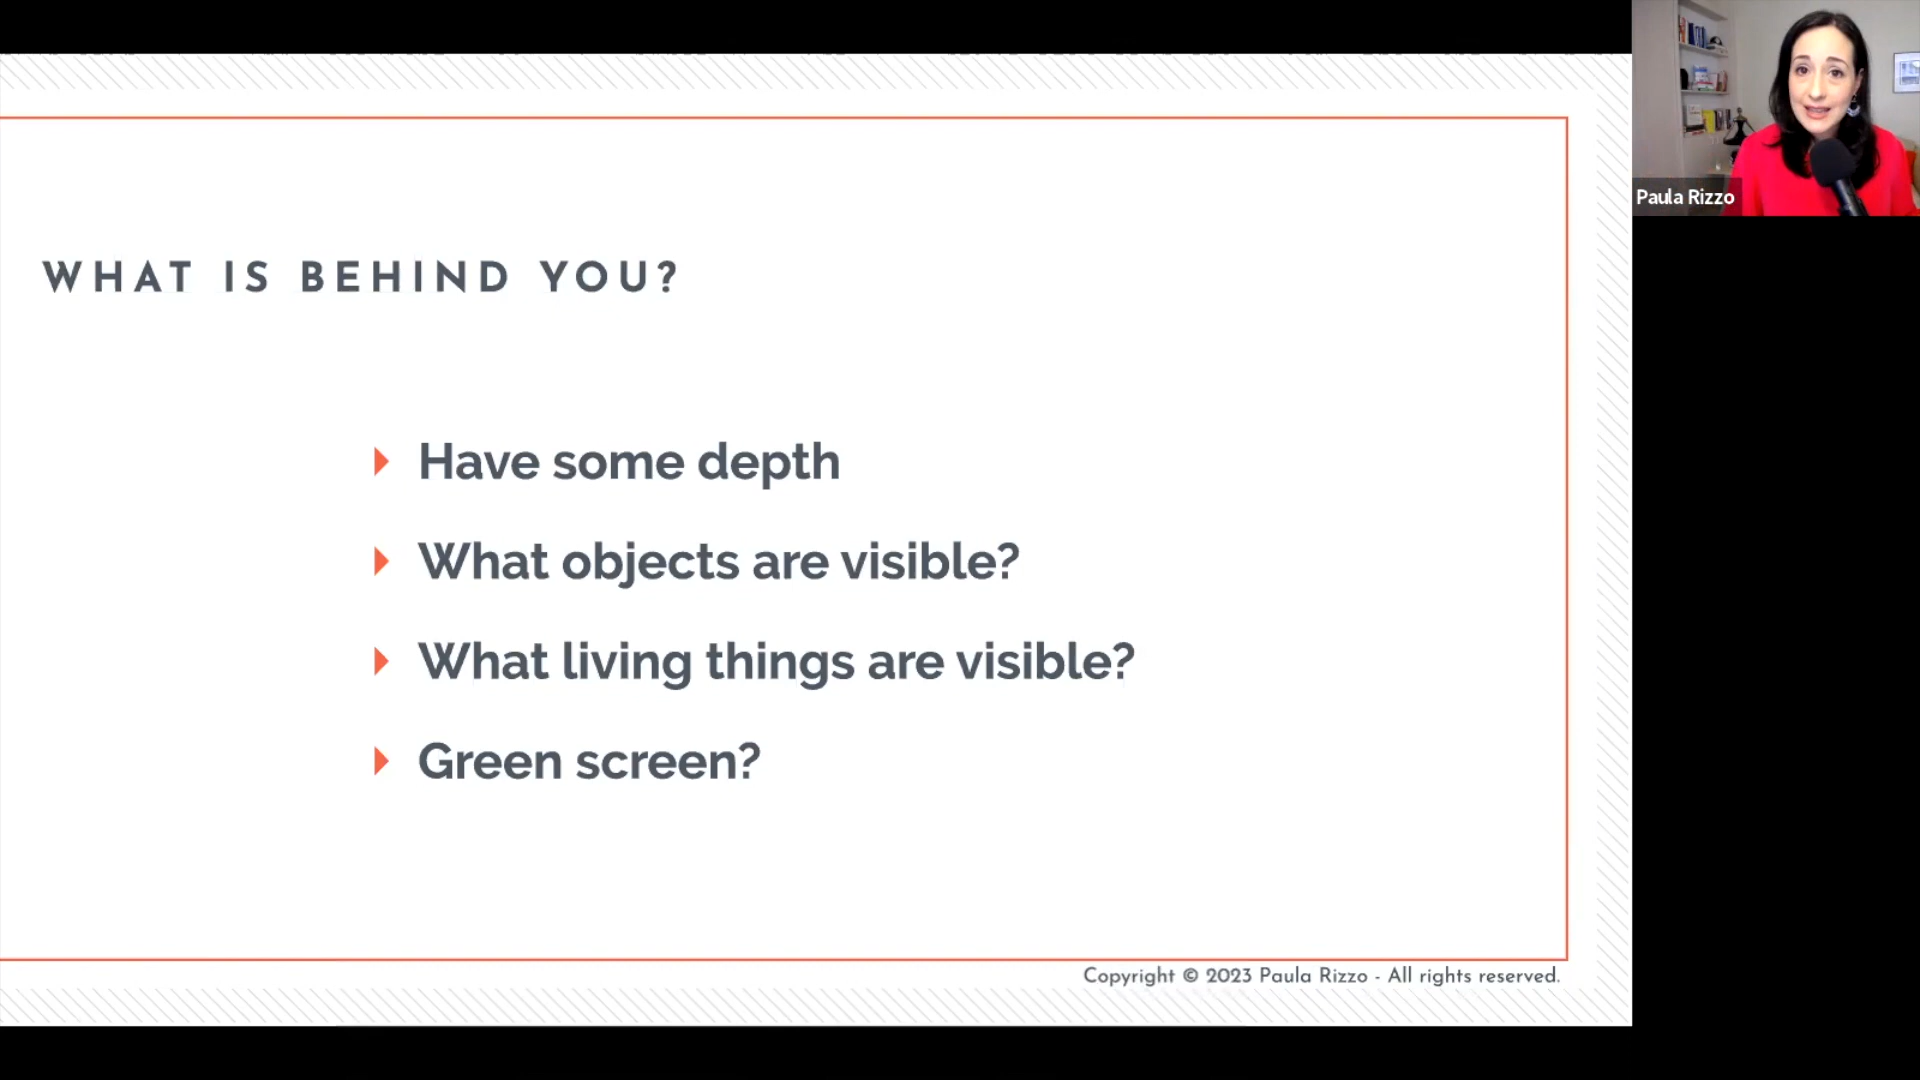 WHAT IS BEHIND YOU?
Have some depth
What objects are visible?
What living things are visible?
Green screen?
Copyright © 2023 Paula Rizzo - All rights reserved.
Paula Rizzo